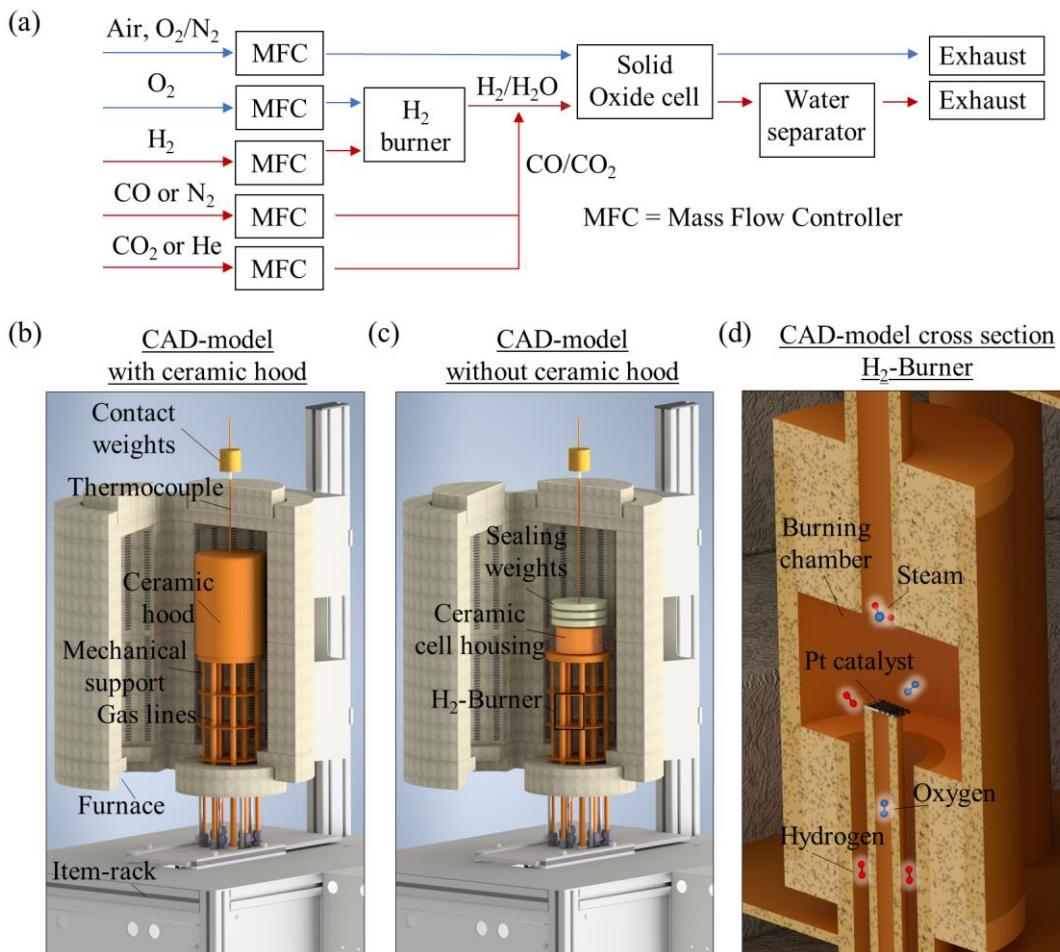 (a)
Air, O₂/N₂
MFC
Solid
Oxide cell
Exhaust
O₂
MFC
H₂
burner
H₂/H₂O
Water
separator
Exhaust
H₂
MFC
CO/CO₂
CO or N₂
MFC
MFC = Mass Flow Controller
CO₂ or He
MFC
(b)
CAD-model
with ceramic hood
Contact
weights
Thermocouple
Ceramic
hood
Mechanical
support
Gas lines
Furnace
Item-rack
(c)
CAD-model
without ceramic hood
Sealing
weights
Ceramic
cell housing
H₂-Burner
(d)
CAD-model cross section
H₂-Burner
Burning
chamber
Steam
Pt catalyst
Oxygen
Hydrogen